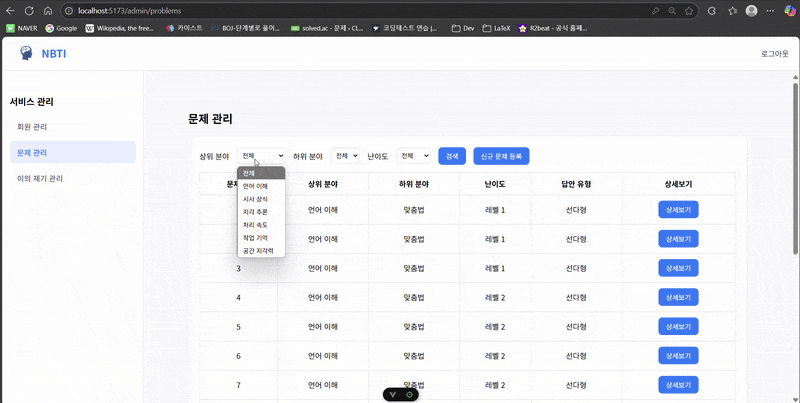 localhost:5173/admin/problems
NAVER Google Wikipedia, the free... 카이스트 BOJ-단계별로 풀어... solved.ac - 문제 › CL... 코딩테스트 연습 |... Dev LaTeX R2beat - 공식 홈페...
NBTI 로그아웃
서비스 관리
회원 관리
문제 관리
이의 제기 관리
문제 관리
상위 분야 전체 하위 분야 전체 난이도 전체 검색 신규 문제 등록
전체
언어 이해
시사 상식
지각 추론
처리 속도
작업 기억
공간 지각력
상위 분야 하위 분야 난이도 답안 유형 상세보기
언어 이해 맞춤법 레벨 1 선다형 상세보기
언어 이해 맞춤법 레벨 1 선다형 상세보기
3 언어 이해 맞춤법 레벨 1 선다형 상세보기
4 언어 이해 맞춤법 레벨 2 선다형 상세보기
5 언어 이해 맞춤법 레벨 2 선다형 상세보기
6 언어 이해 맞춤법 레벨 2 선다형 상세보기
7 언어 이해 맞춤법 레벨 2 선다형 상세보기